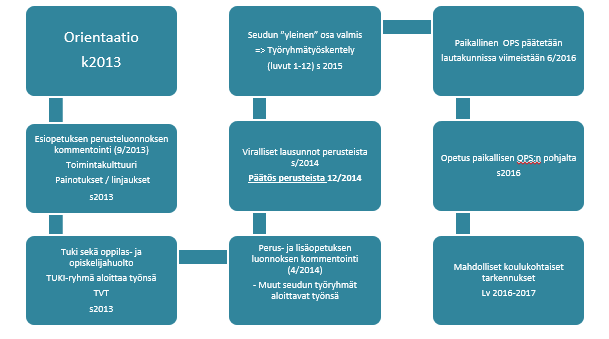 Orientaatio
k2013
Esiopetuksen perusteluonnoksen
kommentointi (9/2013)
Toimintakulttuuri
Painotukset / linjaukset
s2013
Tuki sekä oppilas- ja
opiskelijahuolto
TUKI-ryhmä aloittaa työnsä
TVT
s2013
Perus- ja lisäopetuksen
luonnoksen kommentointi
(4/2014)
- Muut seudun työryhmät
aloittavat työnsä
Viralliset lausunnot perusteista
s/2014
Päätös perusteista 12/2014
Seudun "yleinen" osa valmis
=> Työryhmätyöskentely
(luvut 1-12) s 2015
Paikallinen OPS päätetään
lautakunnissa viimeistään 6/2016
Opetus paikallisen OPS:n pohjalta
s2016
Mahdolliset koulukohtaiset
tarkennukset
Lv 2016-2017